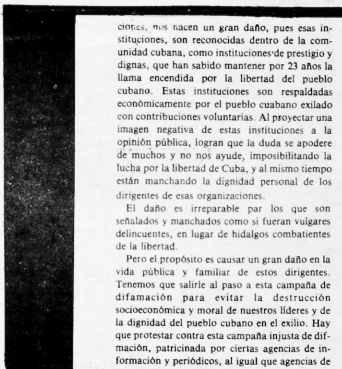 ciones, nos hacen un gran daño, pues esas ins-
tituciones, son reconocidas dentro de la com-
unidad cubana, como instituciones de prestigio y
dignas, que han sabido mantener por 23 años la
llama encendida por la libertad del pueblo
cubano. Estas instituciones son respaldadas
económicamente por el pueblo cuabano exilado
con contribuciones voluntarias. Al proyectar una
imagen negativa de estas instituciones a la
opinión pública, logran que la duda se apodere
de muchos y no nos ayude, imposibilitando la
lucha por la libertad de Cuba, y al mismo tiempo
están manchando la dignidad personal de los
dirigentes de esas organizaciones.
El daño es irreparable par los que son
señalados y manchados como si fueran vulgares
delincuentes, en lugar de hidalgos combatientes
de la libertad.
Pero el propósito es causar un gran daño en la
vida pública y familiar de estos dirigentes.
Tenemos que salirle al paso a esta campaña de
difamación para evitar la destrucción
socioeconómica y moral de nuestros líderes y de
la dignidad del pueblo cubano en el exilio. Hay
que protestar contra esta campaña injusta de dif-
mación, patricinada por ciertas agencias de in-
formación y periódicos, al igual que agencias de